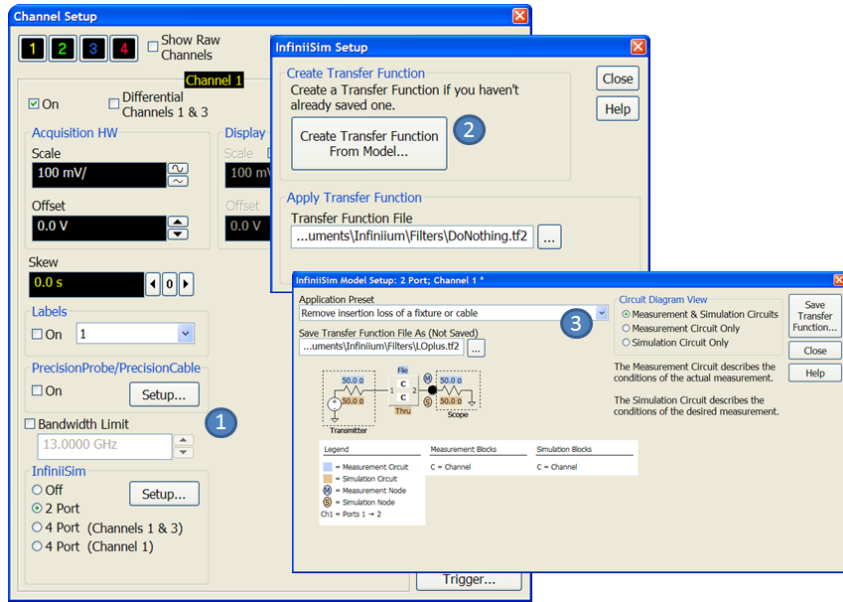 Channel Setup
1 2 3 4
Show Raw
Channels
Channel 1
On
Differential
Channels 1 & 3
Acquisition HW
Scale
100 mV/
Offset
0.0 V
Display
Scale
100 m
Offset
0.0 V
Skew
0.0 s
0
Labels
On 1
PrecisionProbe/PrecisionCable
On Setup...
Bandwidth Limit
1
13.0000 GHz
InfiniiSim
Off
Setup...
2 Port
4 Port (Channels 1 & 3)
4 Port (Channel 1)
Trigger...
InfiniiSim Setup
Create Transfer Function
Create a Transfer Function if you haven't
already saved one.
Create Transfer Function
From Model...
2
Close
Help
Apply Transfer Function
Transfer Function File
...uments\Infiniium\Filters\DoNothing.tf2 ...
InfiniiSim Model Setup: 2 Port; Channel 1 *
Application Preset
Remove insertion loss of a fixture or cable
3
Save Transfer Function File As (Not Saved)
...uments\Infiniium\Filters\LOplus.tf2 ...
Circuit Diagram View
Measurement & Simulation Circuits
Measurement Circuit Only
Simulation Circuit Only
Save
Transfer
Function...
Close
Help
The Measurement Circuit describes the
conditions of the actual measurement.
The Simulation Circuit describes the
conditions of the desired measurement.
File
50.0 Ω C M 50.0 Ω
1 2
50.0 Ω C S 50.0 Ω
Thru
Scope
Transmitter
Legend Measurement Blocks Simulation Blocks
= Measurement Circuit C = Channel C = Channel
= Simulation Circuit
M = Measurement Node
S = Simulation Node
Ch1 = Ports 1 → 2